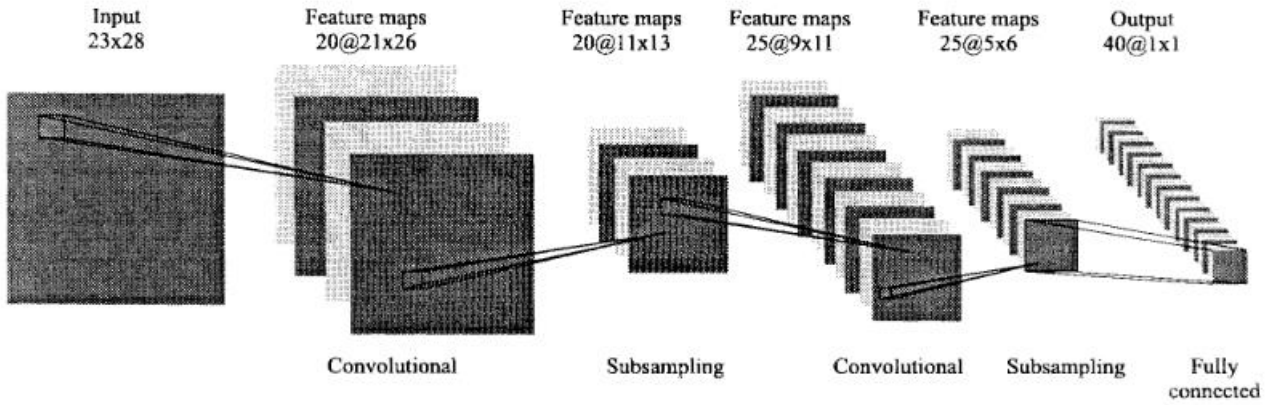 Input
23x28
Feature maps
20@21x26
Feature maps
20@11x13
Feature maps
25@9x11
Feature maps
25@5x6
Output
40@1x1
Convolutional
Subsampling
Convolutional
Subsampling
Fully
connected